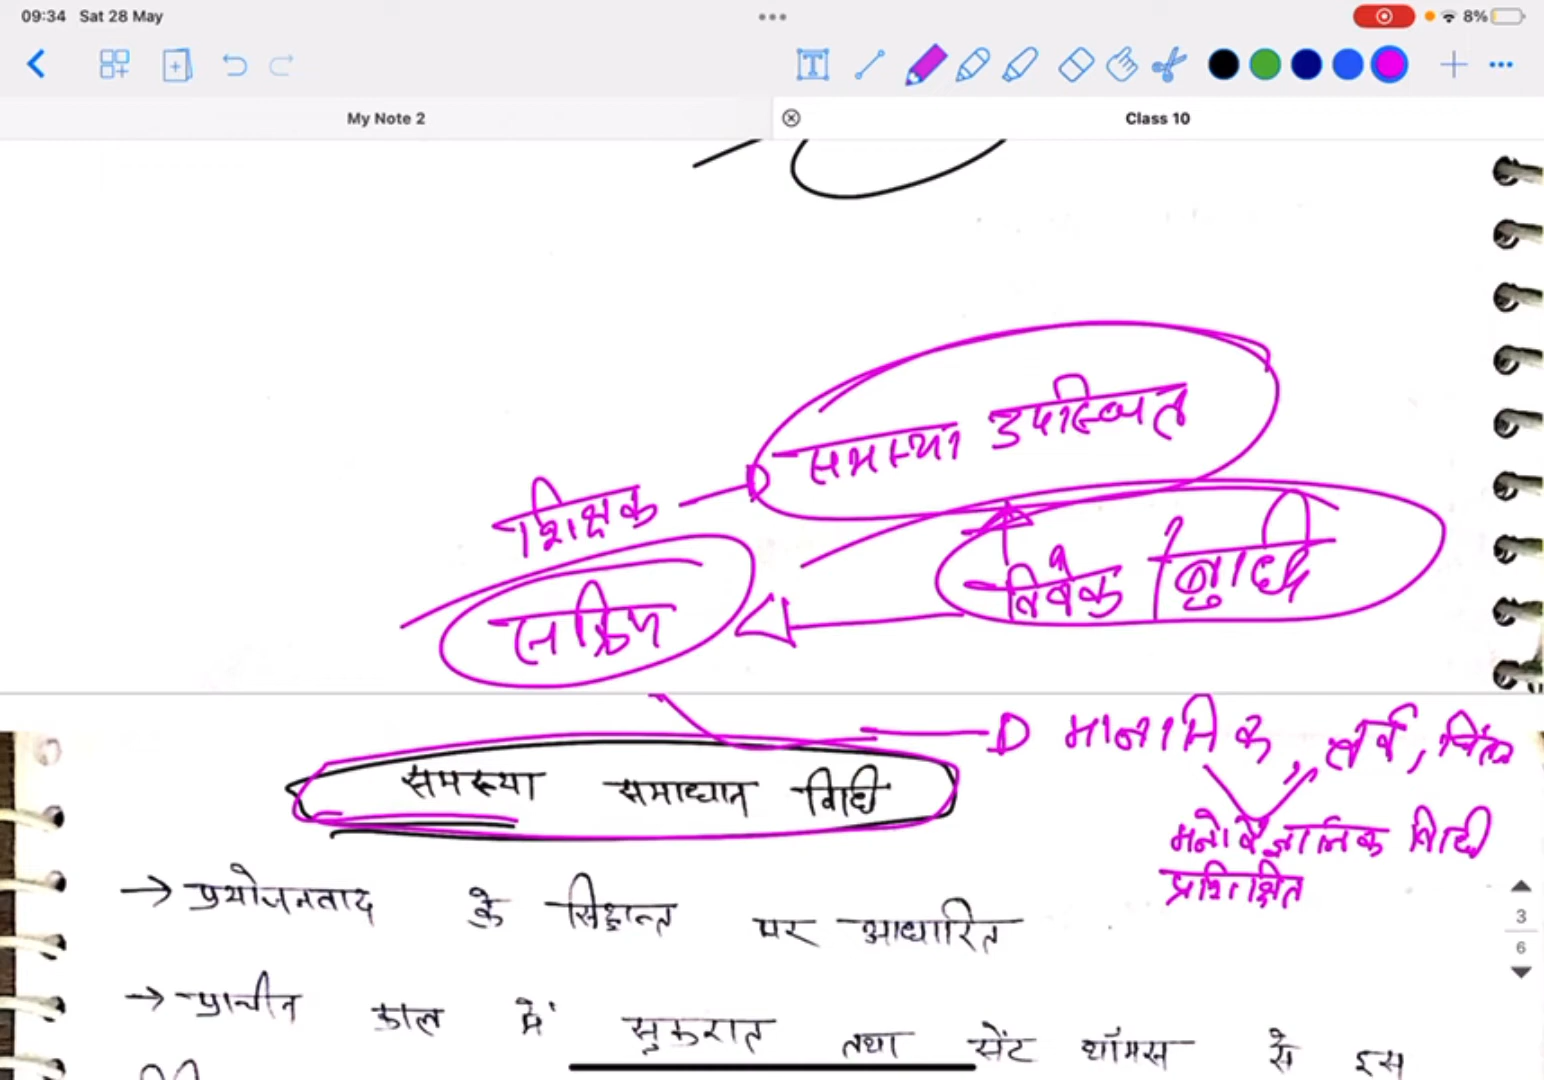 09:34 Sat 28 May
8%
My Note 2
Class 10
समस्या उपस्थित
शिक्षक
विवेक बुद्धि
सक्रिय
मानसिक, तर्क, चिंतन
समस्या समाधान विधि
मनोवैज्ञानिक विधि
प्रशिक्षित
→ प्रयोजनवाद के सिद्धान्त पर आधारित
3
6
→ प्राचीन काल में सुकरात तथा सेंट थॉमस से इस